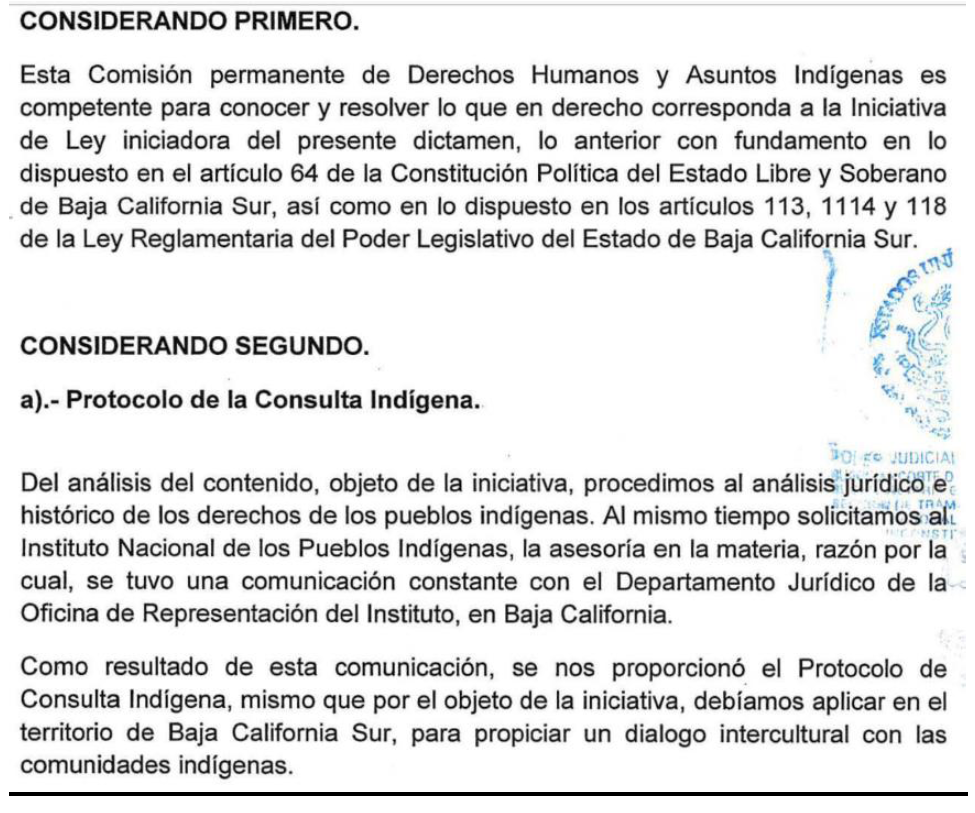 CONSIDERANDO PRIMERO.
Esta Comisión permanente de Derechos Humanos y Asuntos Indígenas es
competente para conocer y resolver lo que en derecho corresponda a la Iniciativa
de Ley iniciadora del presente dictamen, lo anterior con fundamento en lo
dispuesto en el artículo 64 de la Constitución Política del Estado Libre y Soberano
de Baja California Sur, así como en lo dispuesto en los artículos 113, 1114 y 118
de la Ley Reglamentaria del Poder Legislativo del Estado de Baja California Sur.
CONSIDERANDO SEGUNDO.
a).- Protocolo de la Consulta Indígena.
JUDICIAL
Del análisis del contenido, objeto de la iniciativa, procedimos al análisis jurídico e
histórico de los derechos de los pueblos indígenas. Al mismo tiempo solicitamos al
Instituto Nacional de los Pueblos Indígenas, la asesoría en la materia, razón por la
cual, se tuvo una comunicación constante con el Departamento Jurídico de la
Oficina de Representación del Instituto, en Baja California.
Como resultado de esta comunicación, se nos proporcionó el Protocolo de
Consulta Indígena, mismo que por el objeto de la iniciativa, debíamos aplicar en el
territorio de Baja California Sur, para propiciar un dialogo intercultural con las
comunidades indígenas.